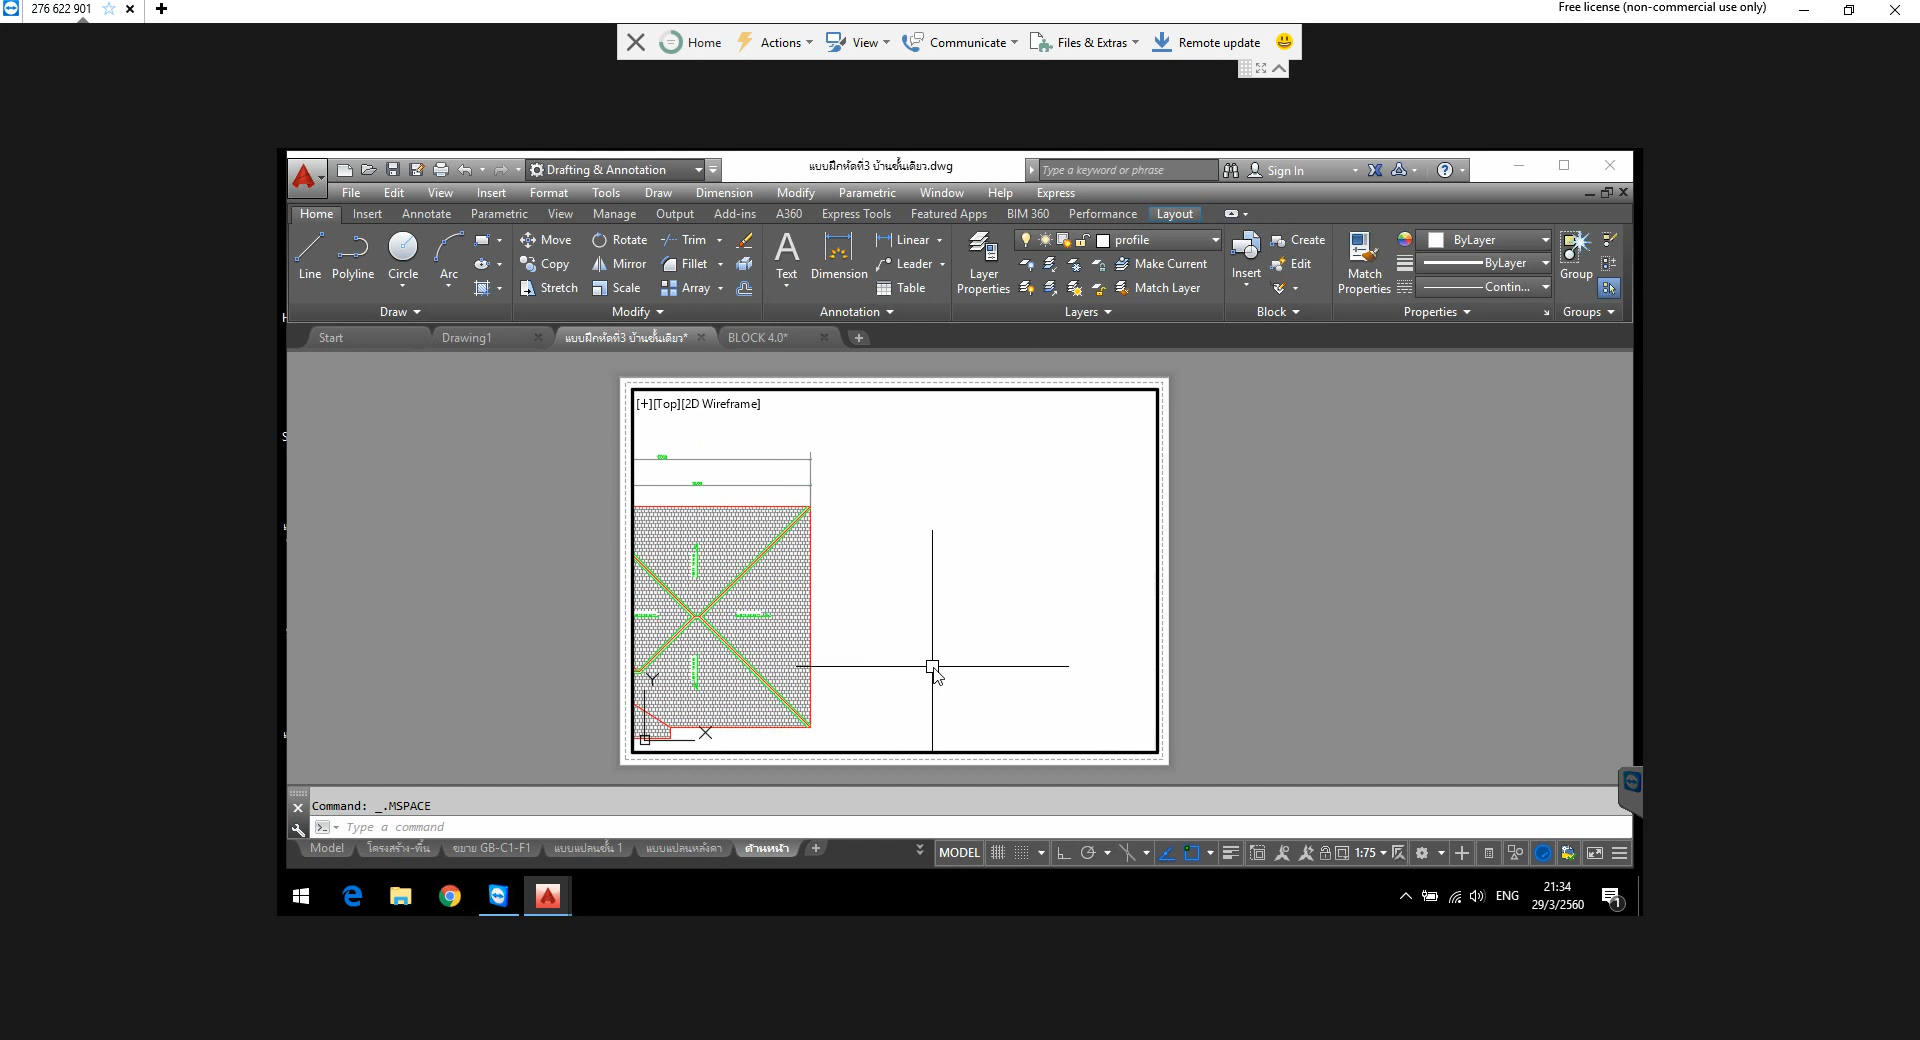 276 622 901
Free license (non-commercial use only)
Home
Actions
View
Communicate
Files & Extras
Remote update
Drafting & Annotation
แบบฝึกหัดที่3 บ้านชั้นเดียว.dwg
Type a keyword or phrase
Sign In
File Edit View Insert Format Tools Draw Dimension Modify Parametric Window Help Express
Home Insert Annotate Parametric View Manage Output Add-ins A360 Express Tools Featured Apps BIM 360 Performance Layout
Move Rotate Trim Linear profile Create ByLayer
Line Polyline Circle Arc Copy Mirror Fillet Text Dimension Leader Layer Properties Make Current Insert Edit Match Properties ByLayer Group
Stretch Scale Array Table Match Layer Contin...
Draw Modify Annotation Layers Block Properties Groups
Start Drawing1 แบบฝึกหัดที่3 บ้านชั้นเดียว* BLOCK 4.0*
[+][Top][2D Wireframe]
Y
X
Command: _.MSPACE
Type a command
Model โครงสร้าง-พื้น ขยาย GB-C1-F1 แบบแปลนชั้น 1 แบบแปลนหลังคา ด้านหน้า
MODEL 1:75
ENG
21:34
29/3/2560
1